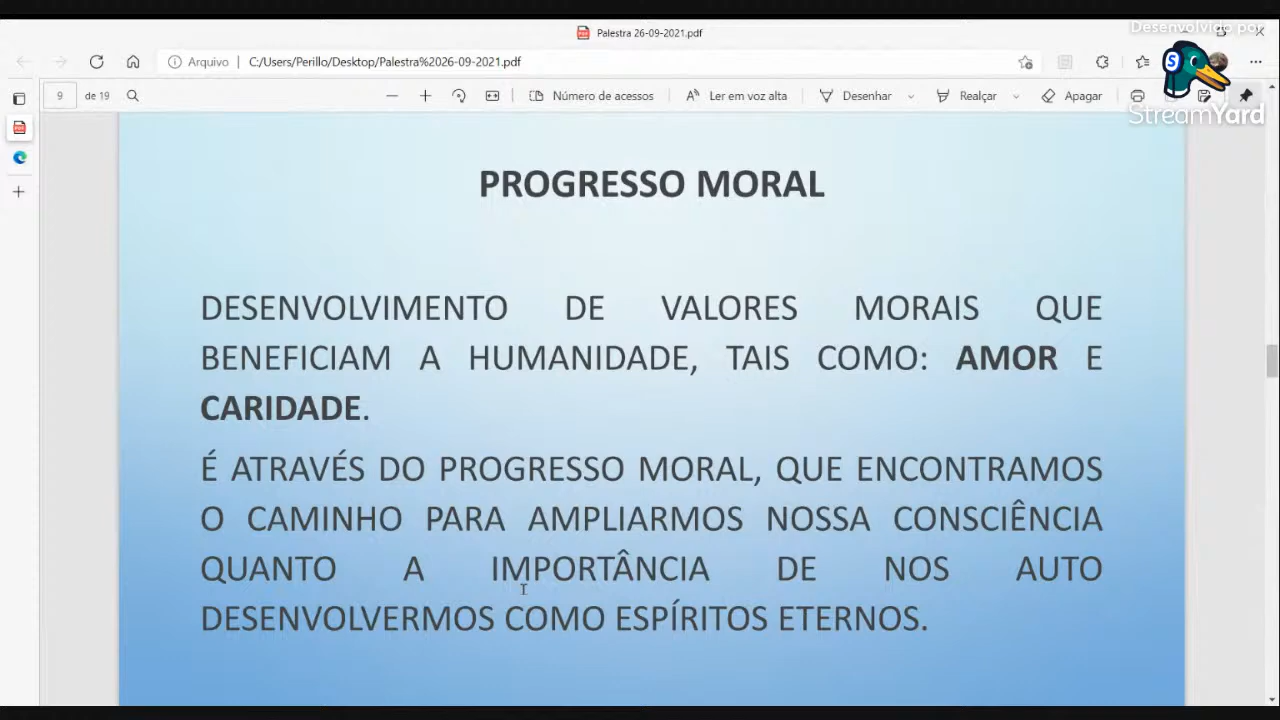 Desenvolvido por
Palestra 26-09-2021.pdf
Arquivo | C:/Users/Perillo/Desktop/Palestra%2026-09-2021.pdf
StreamYard
9 de 19 Número de acessos Ler em voz alta Desenhar Realçar Apagar
PROGRESSO MORAL
DESENVOLVIMENTO DE VALORES MORAIS QUE
BENEFICIAM A HUMANIDADE, TAIS COMO: AMOR E
CARIDADE.
É ATRAVÉS DO PROGRESSO MORAL, QUE ENCONTRAMOS
O CAMINHO PARA AMPLIARMOS NOSSA CONSCIÊNCIA
QUANTO A IMPORTÂNCIA DE NOS AUTO
DESENVOLVERMOS COMO ESPÍRITOS ETERNOS.